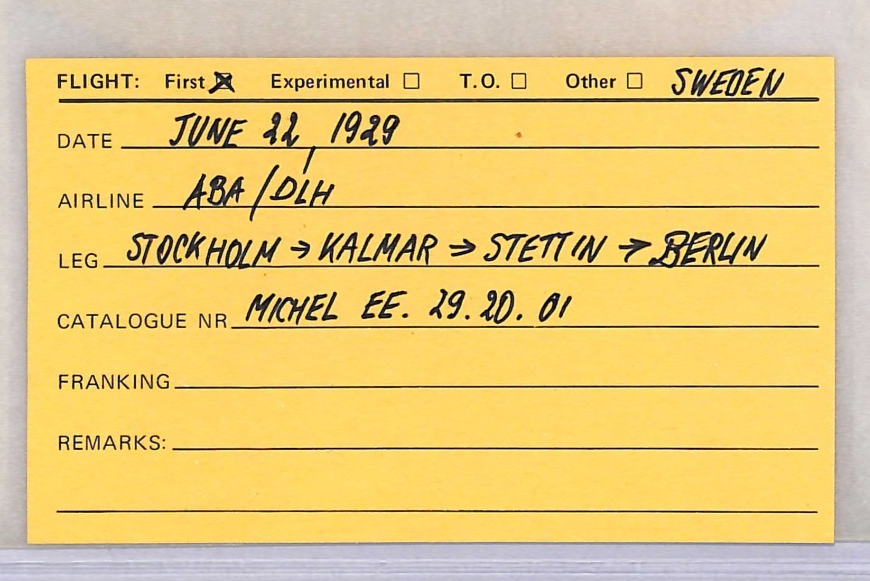 FLIGHT: First ☒ Experimental ☐ T.O. ☐ Other ☐ SWEDEN
DATE JUNE 22, 1929
AIRLINE ABA/DLH
LEG STOCKHOLM → KALMAR → STETTIN → BERLIN
CATALOGUE NR MICHEL EE. 29.20.01
FRANKING
REMARKS: